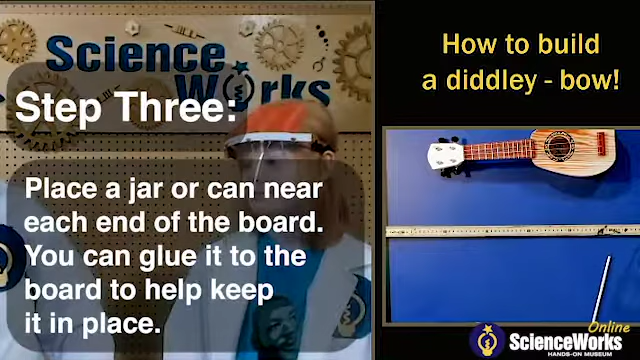 Science
Works
Step Three:
Place a jar or can near
each end of the board.
You can glue it to the
board to help keep
it in place.
How to build
a diddley - bow!
Online
ScienceWorks
HANDS-ON MUSEUM